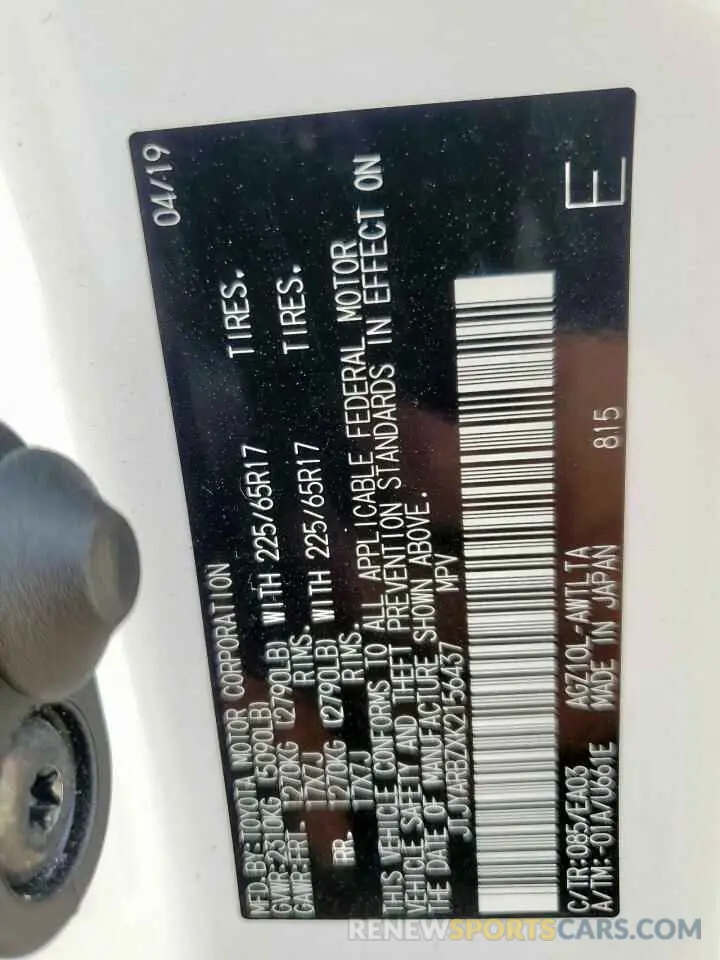 04/19
MFD.BY:TOYOTA MOTOR CORPORATION
GVWR:2310KG (5090LB)
GAWR:FRT. 1270KG (2790LB) WITH 225/65R17 TIRES.
17X7J RIMS.
RR. 1270KG (2790LB) WITH 225/65R17 TIRES.
17X7J RIMS.
THIS VEHICLE CONFORMS TO ALL APPLICABLE FEDERAL MOTOR
VEHICLE SAFETY AND THEFT PREVENTION STANDARDS IN EFFECT ON
THE DATE OF MANUFACTURE SHOWN ABOVE.
JTJYARBZXK2156437 MPV
C/TR:085/EA03 AGZ10L-AWTLTA 815 E
A/TM:-01A/U661E MADE IN JAPAN
RENEWSPORTSCARS.COM